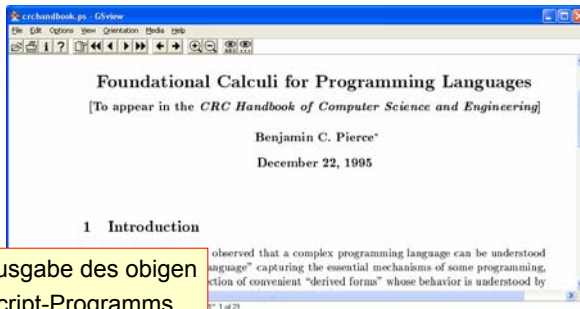 crchandbook.ps - GSview
File Edit Options View Orientation Media Help
Foundational Calculi for Programming Languages
[To appear in the CRC Handbook of Computer Science and Engineering]
Benjamin C. Pierce*
December 22, 1995
1 Introduction
observed that a complex programming language can be understood
usgabe des obigen
anguage” capturing the essential mechanisms of some programming,
cript-Programms
ction of convenient “derived forms” whose behavior is understood by
1 of 23